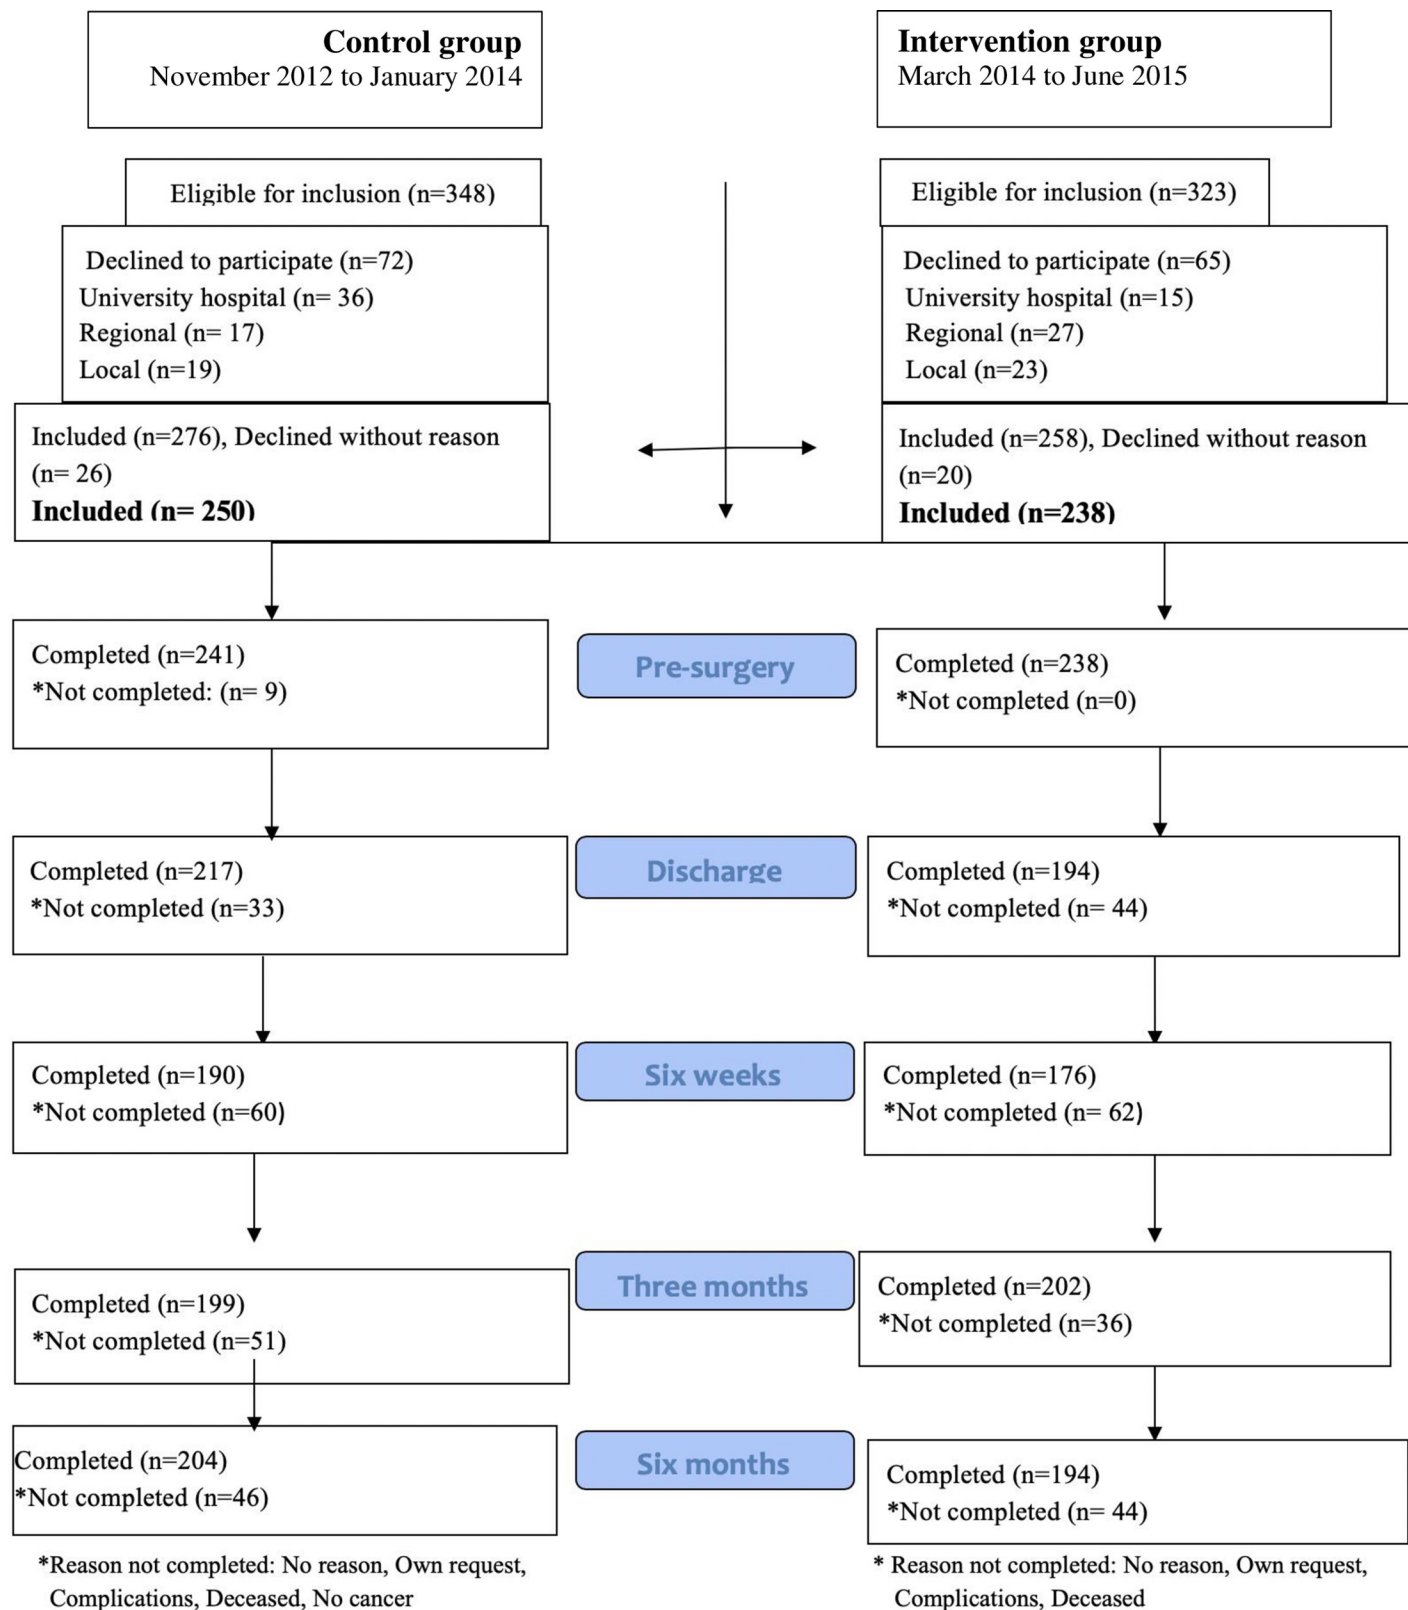 Control group
November 2012 to January 2014
Intervention group
March 2014 to June 2015
Eligible for inclusion (n=348)
Eligible for inclusion (n=323)
Declined to participate (n=72)
University hospital (n= 36)
Regional (n= 17)
Local (n=19)
Declined to participate (n=65)
University hospital (n=15)
Regional (n=27)
Local (n=23)
Included (n=276), Declined without reason
(n= 26)
Included (n= 250)
Included (n=258), Declined without reason
(n=20)
Included (n=238)
Completed (n=241)
*Not completed: (n= 9)
Pre-surgery
Completed (n=238)
*Not completed (n=0)
Completed (n=217)
*Not completed (n=33)
Discharge
Completed (n=194)
*Not completed (n= 44)
Completed (n=190)
*Not completed (n=60)
Six weeks
Completed (n=176)
*Not completed (n= 62)
Completed (n=199)
*Not completed (n=51)
Three months
Completed (n=202)
*Not completed (n=36)
Completed (n=204)
*Not completed (n=46)
Six months
Completed (n=194)
*Not completed (n= 44)
*Reason not completed: No reason, Own request,
Complications, Deceased, No cancer
* Reason not completed: No reason, Own request,
Complications, Deceased